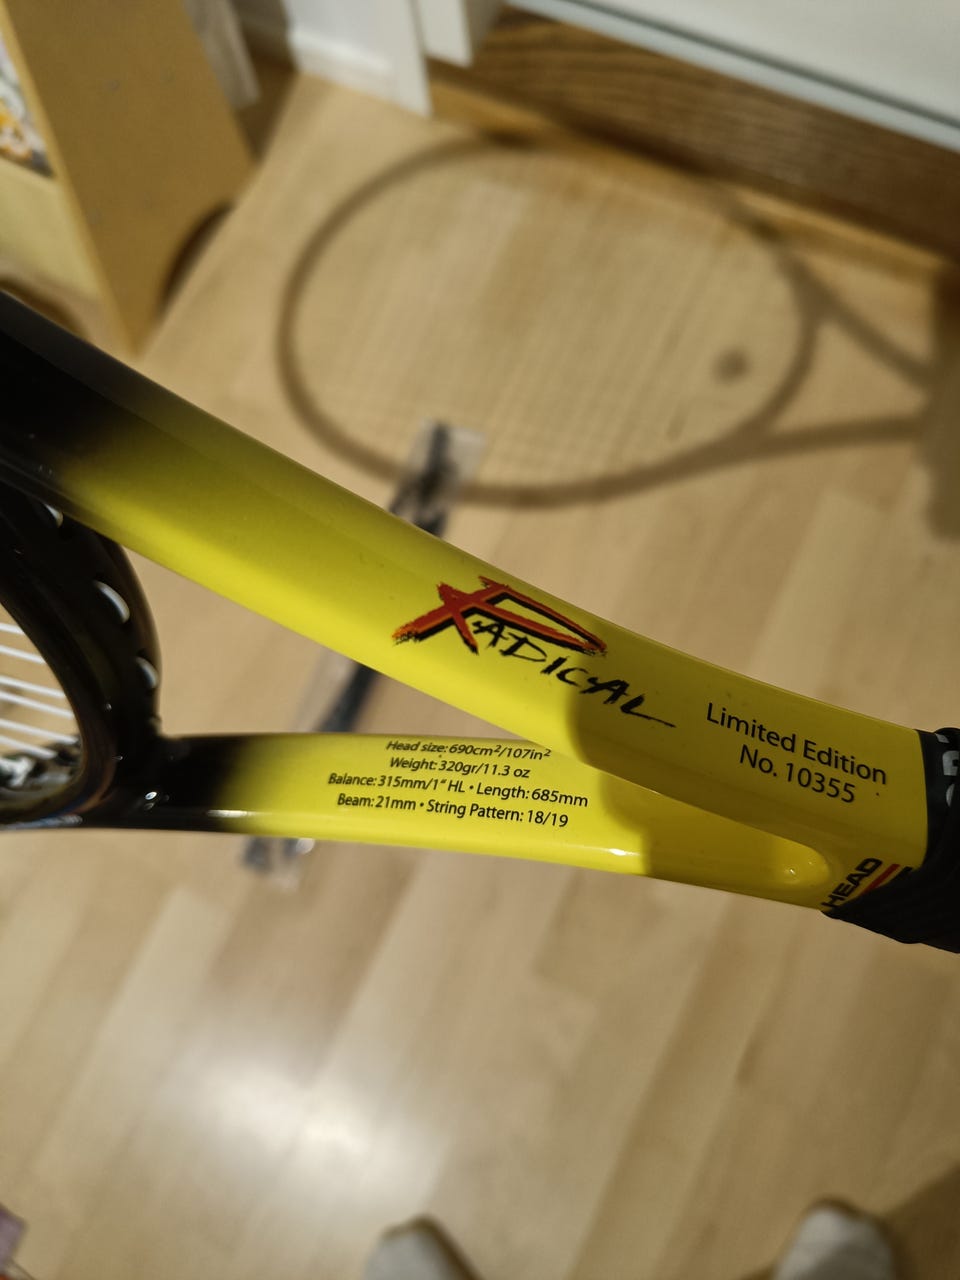 RADICAL
Limited Edition
No. 10355
Head size: 690cm²/107in²
Weight: 320gr/11.3 oz
Balance: 315mm/1" HL • Length: 685mm
Beam: 21mm • String Pattern: 18/19
HEAD